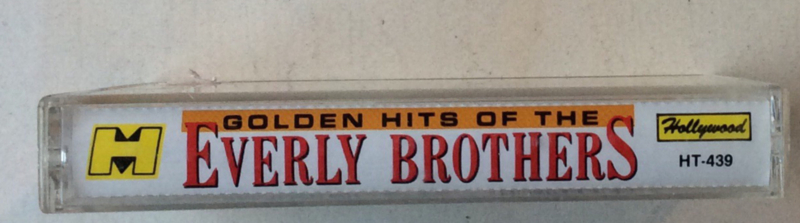 H
GOLDEN HITS OF THE
EVERLY BROTHERS
Hollywood
HT-439